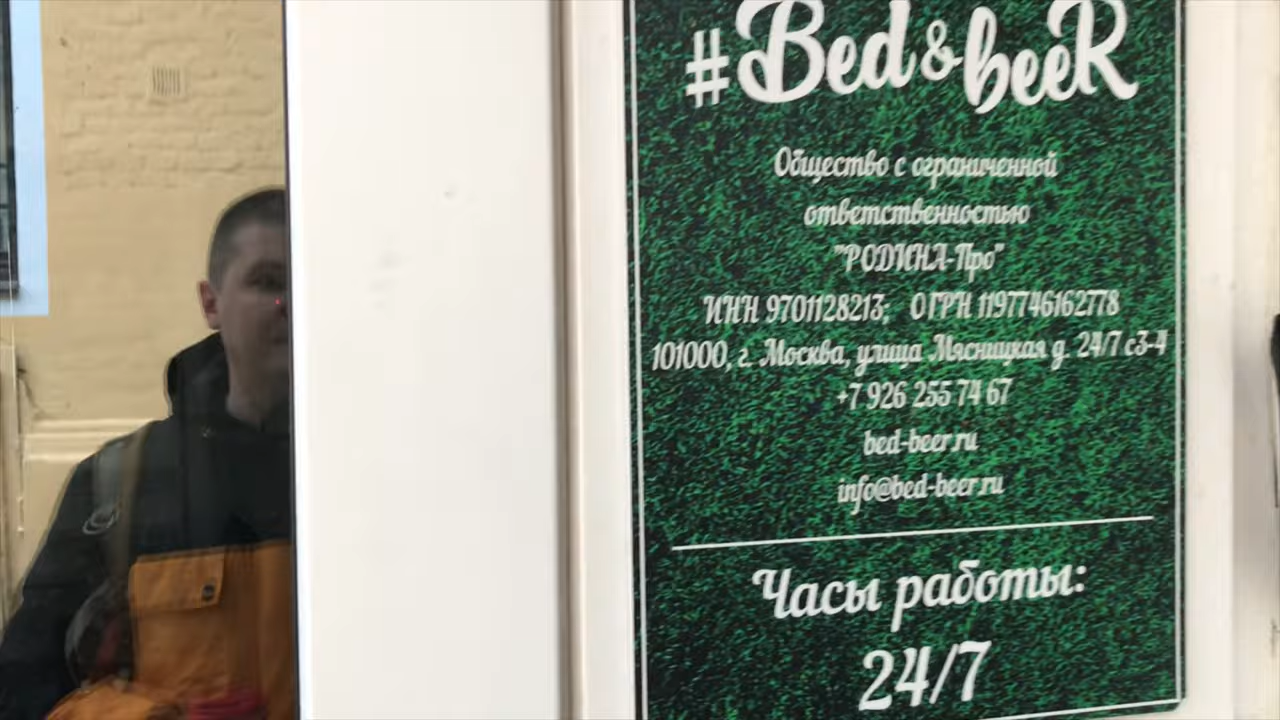 #Bed&beeR
Общество с ограниченной
ответственностью
"РОДИНА-Про"
ИНН 9701128213; ОГРН 1197746162778
101000, г. Москва, улица Мясницкая д. 24/7 с3-4
+7 926 255 74 67
bed-beer.ru
info@bed-beer.ru
Часы работы:
24/7